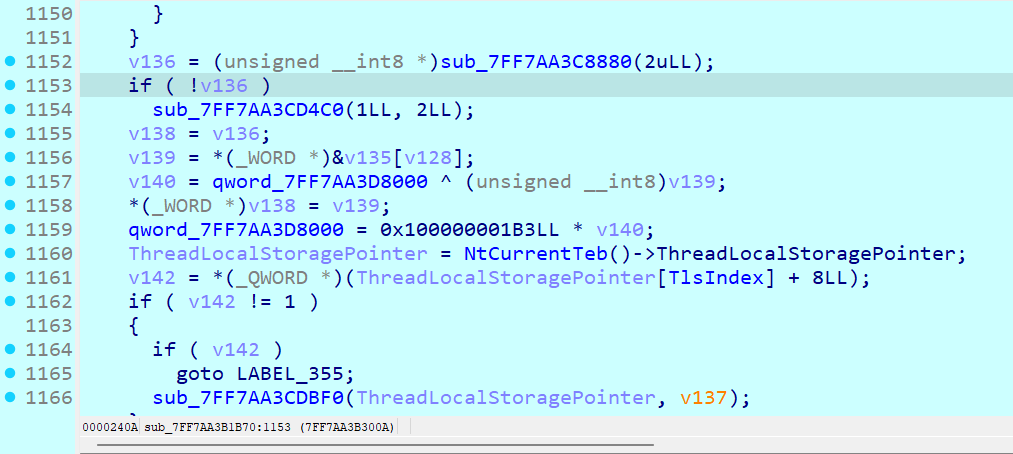 1150 }
1151 }
1152 v136 = (unsigned __int8 *)sub_7FF7AA3C8880(2uLL);
1153 if ( !v136 )
1154 sub_7FF7AA3CD4C0(1LL, 2LL);
1155 v138 = v136;
1156 v139 = *(_WORD *)&v135[v128];
1157 v140 = qword_7FF7AA3D8000 ^ (unsigned __int8)v139;
1158 *(_WORD *)v138 = v139;
1159 qword_7FF7AA3D8000 = 0x100000001B3LL * v140;
1160 ThreadLocalStoragePointer = NtCurrentTeb()->ThreadLocalStoragePointer;
1161 v142 = *(_QWORD *)(ThreadLocalStoragePointer[TlsIndex] + 8LL);
1162 if ( v142 != 1 )
1163 {
1164 if ( v142 )
1165 goto LABEL_355;
1166 sub_7FF7AA3CDBF0(ThreadLocalStoragePointer, v137);
0000240A sub_7FF7AA3B1B70:1153 (7FF7AA3B300A)